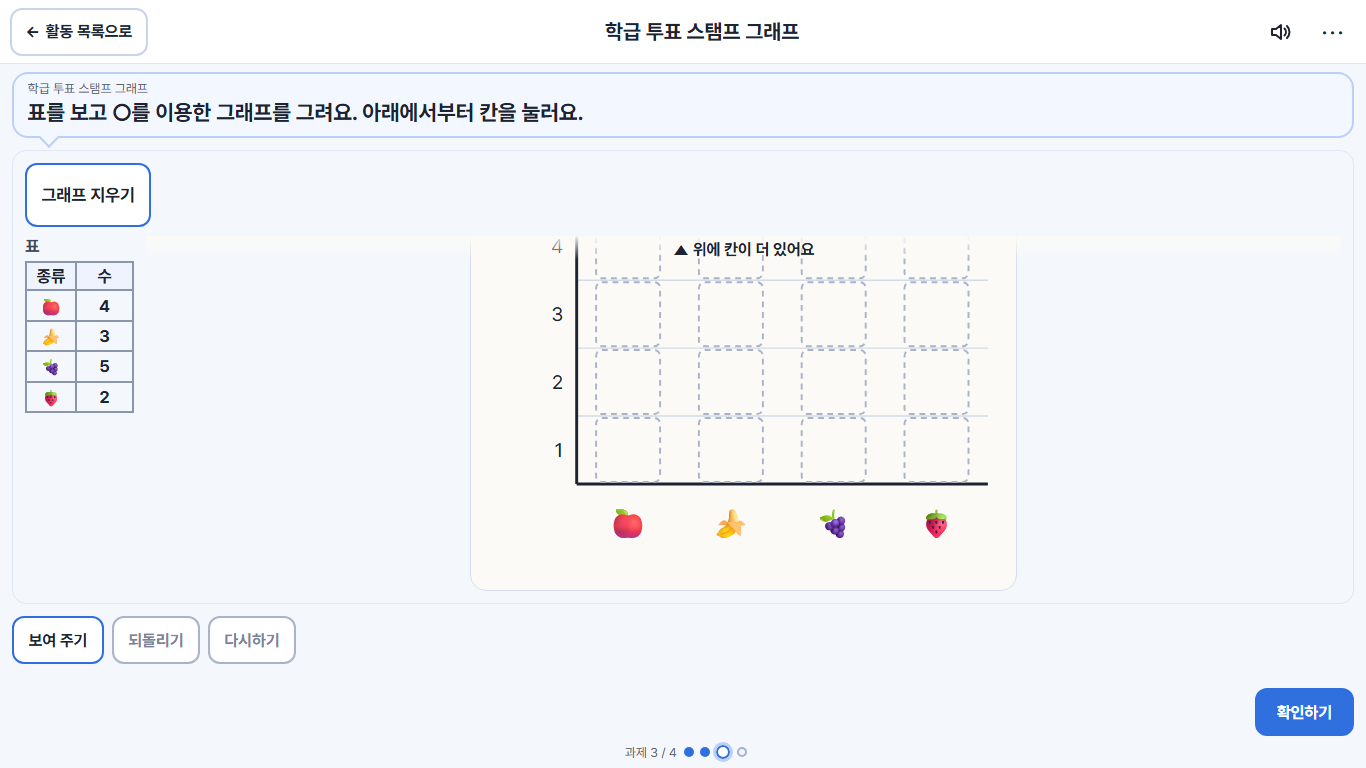 ← 활동 목록으로
학급 투표 스탬프 그래프
학급 투표 스탬프 그래프
표를 보고 ○를 이용한 그래프를 그려요. 아래에서부터 칸을 눌러요.
그래프 지우기
표
종류 수
4
3
5
2
4
▲ 위에 칸이 더 있어요
3
2
1
보여 주기
되돌리기
다시하기
확인하기
과제 3 / 4